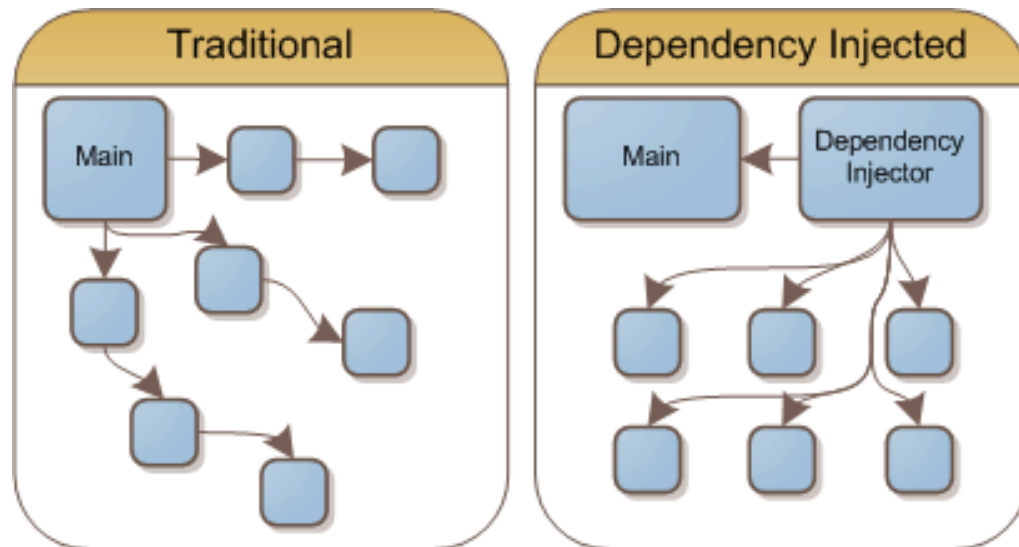 Traditional
Main
Dependency Injected
Main
Dependency
Injector